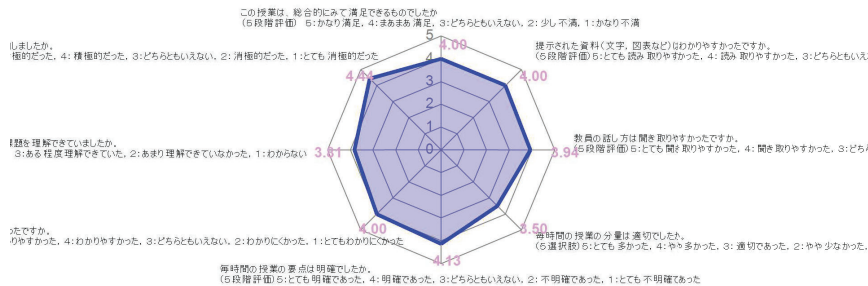 この授業は、総合的にみて満足できるものでしたか
(5段階評価) 5:かなり満足, 4:まあまあ満足, 3:どちらともいえない, 2:少し不満, 1:かなり不満
5
4.00
提示された資料(文字, 図表など)はわかりやすかったですか。
(5段階評価)5:とても読み取りやすかった, 4:読み取りやすかった, 3:どちらともいえ
しましたか。
極的だった, 4:積極的だった, 3:どちらともいえない, 2:消極的だった, 1:とても消極的だった
4
4.44
4.00
3
2
1
課題を理解できていましたか。
3:ある程度理解できていた, 2:あまり理解できていなかった, 1:わからない
3.81
0
教員の話し方は聞き取りやすかったですか。
3.94
(5段階評価)5:とても聞き取りやすかった, 4:聞き取りやすかった, 3:どちら
ったですか。
りやすかった, 4:わかりやすかった, 3:どちらともいえない, 2:わかりにくかった, 1:とてもわかりにくかった
4.00
3.50
毎時間の授業の分量は適切でしたか。
(5選択肢)5:とても多かった, 4:やや多かった, 3:適切であった, 2:やや少なかった,
4.13
毎時間の授業の要点は明確でしたか。
(5段階評価)5:とても明確であった, 4:明確であった, 3:どちらともいえない, 2:不明確であった, 1:とても不明確であった